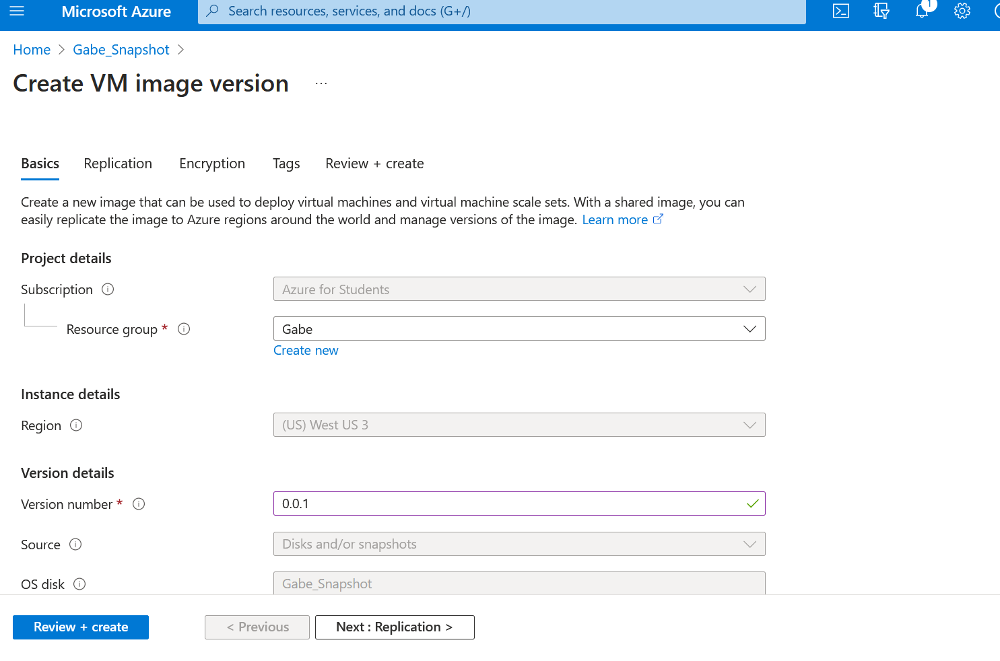 Microsoft Azure
Search resources, services, and docs (G+/)
1
Home > Gabe_Snapshot >
Create VM image version ...
Basics Replication Encryption Tags Review + create
Create a new image that can be used to deploy virtual machines and virtual machine scale sets. With a shared image, you can
easily replicate the image to Azure regions around the world and manage versions of the image. Learn more
Project details
Subscription
Azure for Students
Resource group *
Gabe
Create new
Instance details
Region
(US) West US 3
Version details
Version number *
0.0.1
Source
Disks and/or snapshots
OS disk
Gabe_Snapshot
Review + create
< Previous
Next : Replication >